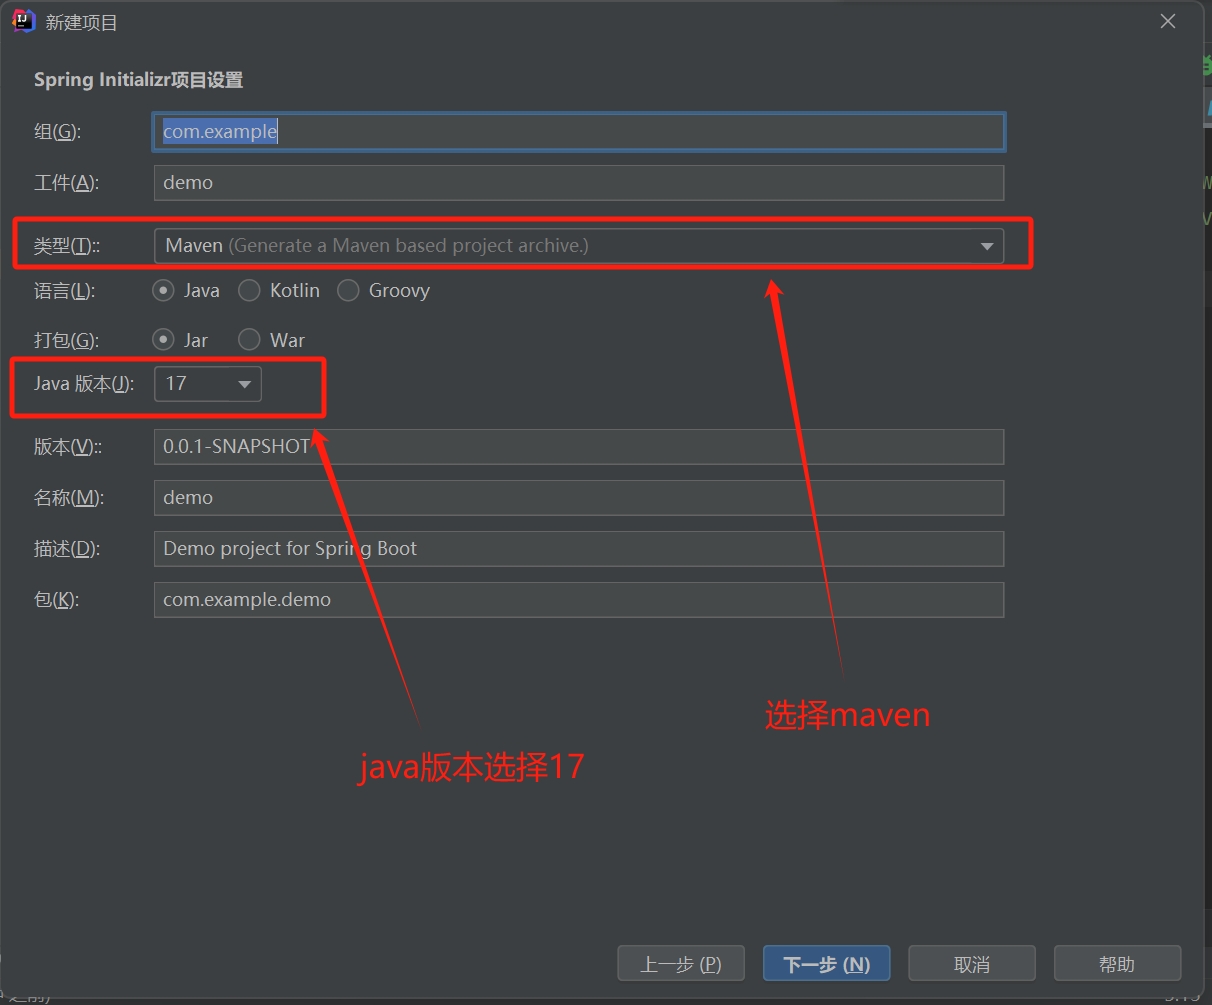 新建项目
Spring Initializr项目设置
组(G): com.example
工件(A): demo
类型(T):: Maven (Generate a Maven based project archive.)
语言(L): Java Kotlin Groovy
打包(G): Jar War
Java 版本(J): 17
版本(V):: 0.0.1-SNAPSHOT
名称(M): demo
描述(D): Demo project for Spring Boot
包(K): com.example.demo
选择maven
java版本选择17
上一步 (P) 下一步 (N) 取消 帮助